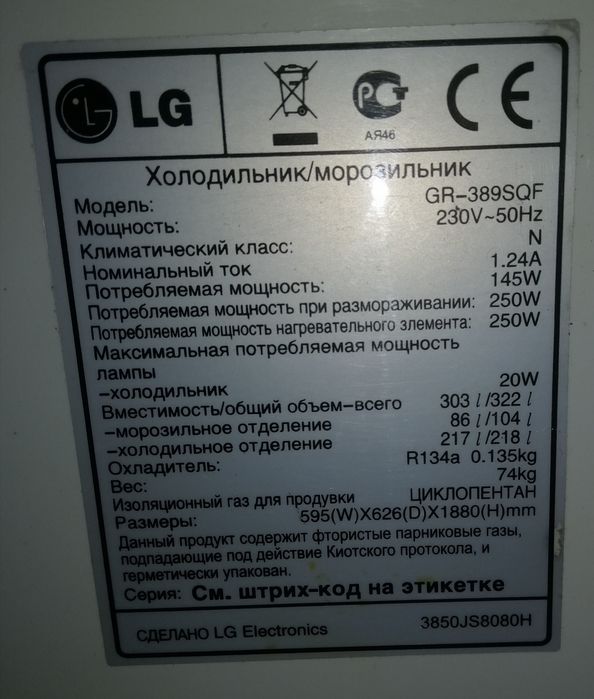 LG
АЯ46
Холодильник/морозильник
Модель: GR-389SQF
Мощность: 230V~50Hz
Климатический класс: N
Номинальный ток 1.24A
Потребляемая мощность: 145W
Потребляемая мощность при размораживании: 250W
Потребляемая мощность нагревательного злемента: 250W
Максимальная потребляемая мощность
лампы
-холодильник 20W
Вместимость/общий объем-всего 303 l/322 l
-морозильное отделение 86 l/104 l
-холодильное отделение 217 l/218 l
Охладитель: R134a 0.135kg
Вес: 74kg
Изоляционый газ для продувки ЦИКЛОПЕНТАН
Размеры: 595(W)X626(D)X1880(H)mm
Данный продукт содержит фтористые парниковые газы,
подпадающие под действие Киотского протокола, и
герметически упакован.
Серия: См. штрих-код на этикетке
СДЕЛАНО LG Electronics 3850JS8080H